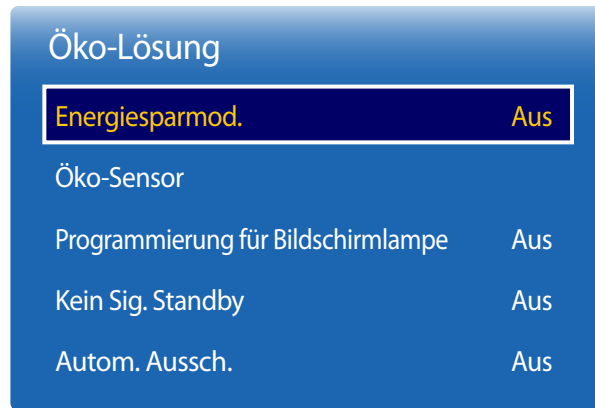 Öko-Lösung
Energiesparmod. Aus
Öko-Sensor
Programmierung für Bildschirmlampe Aus
Kein Sig. Standby Aus
Autom. Aussch. Aus